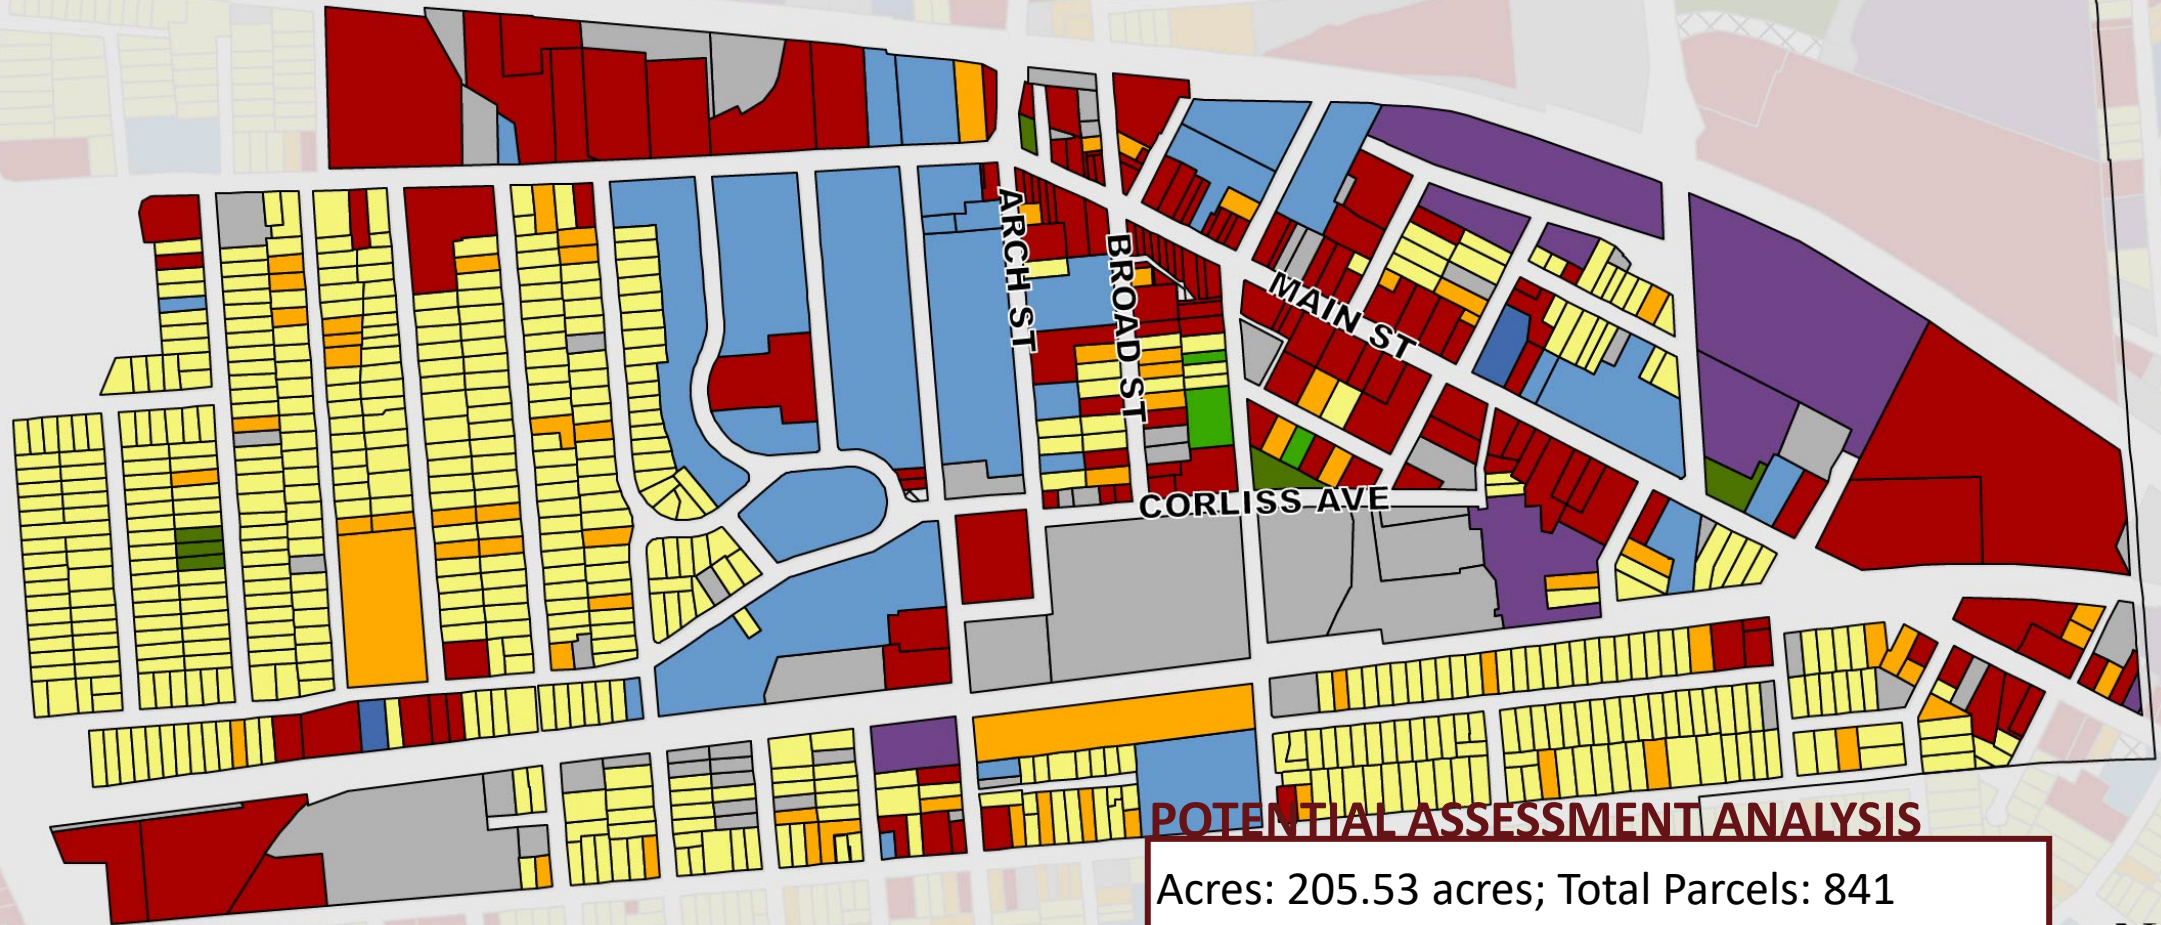 ARCH ST
BROAD ST
MAIN ST
CORLISS AVE
POTENTIAL ASSESSMENT ANALYSIS
Acres: 205.53 acres; Total Parcels: 841